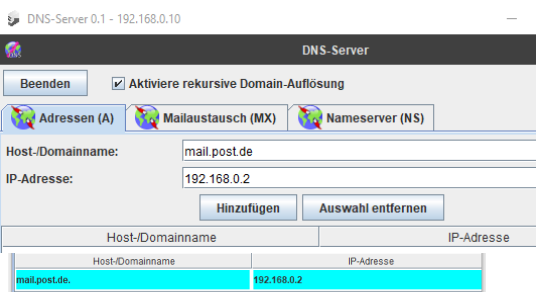 DNS-Server 0.1 - 192.168.0.10
DNS-Server
Beenden Aktiviere rekursive Domain-Auflösung
Adressen (A) Mailaustausch (MX) Nameserver (NS)
Host-/Domainname: mail.post.de
IP-Adresse: 192.168.0.2
Hinzufügen Auswahl entfernen
Host-/Domainname IP-Adresse
Host-/Domainname IP-Adresse
mail.post.de. 192.168.0.2